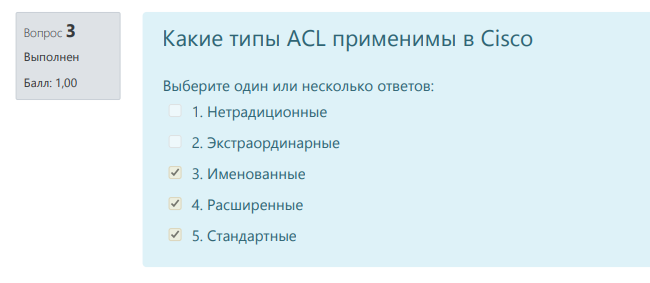 Вопрос 3
Выполнен
Балл: 1,00
Какие типы ACL применимы в Cisco
Выберите один или несколько ответов:
1. Нетрадиционные
2. Экстраординарные
3. Именованные
4. Расширенные
5. Стандартные